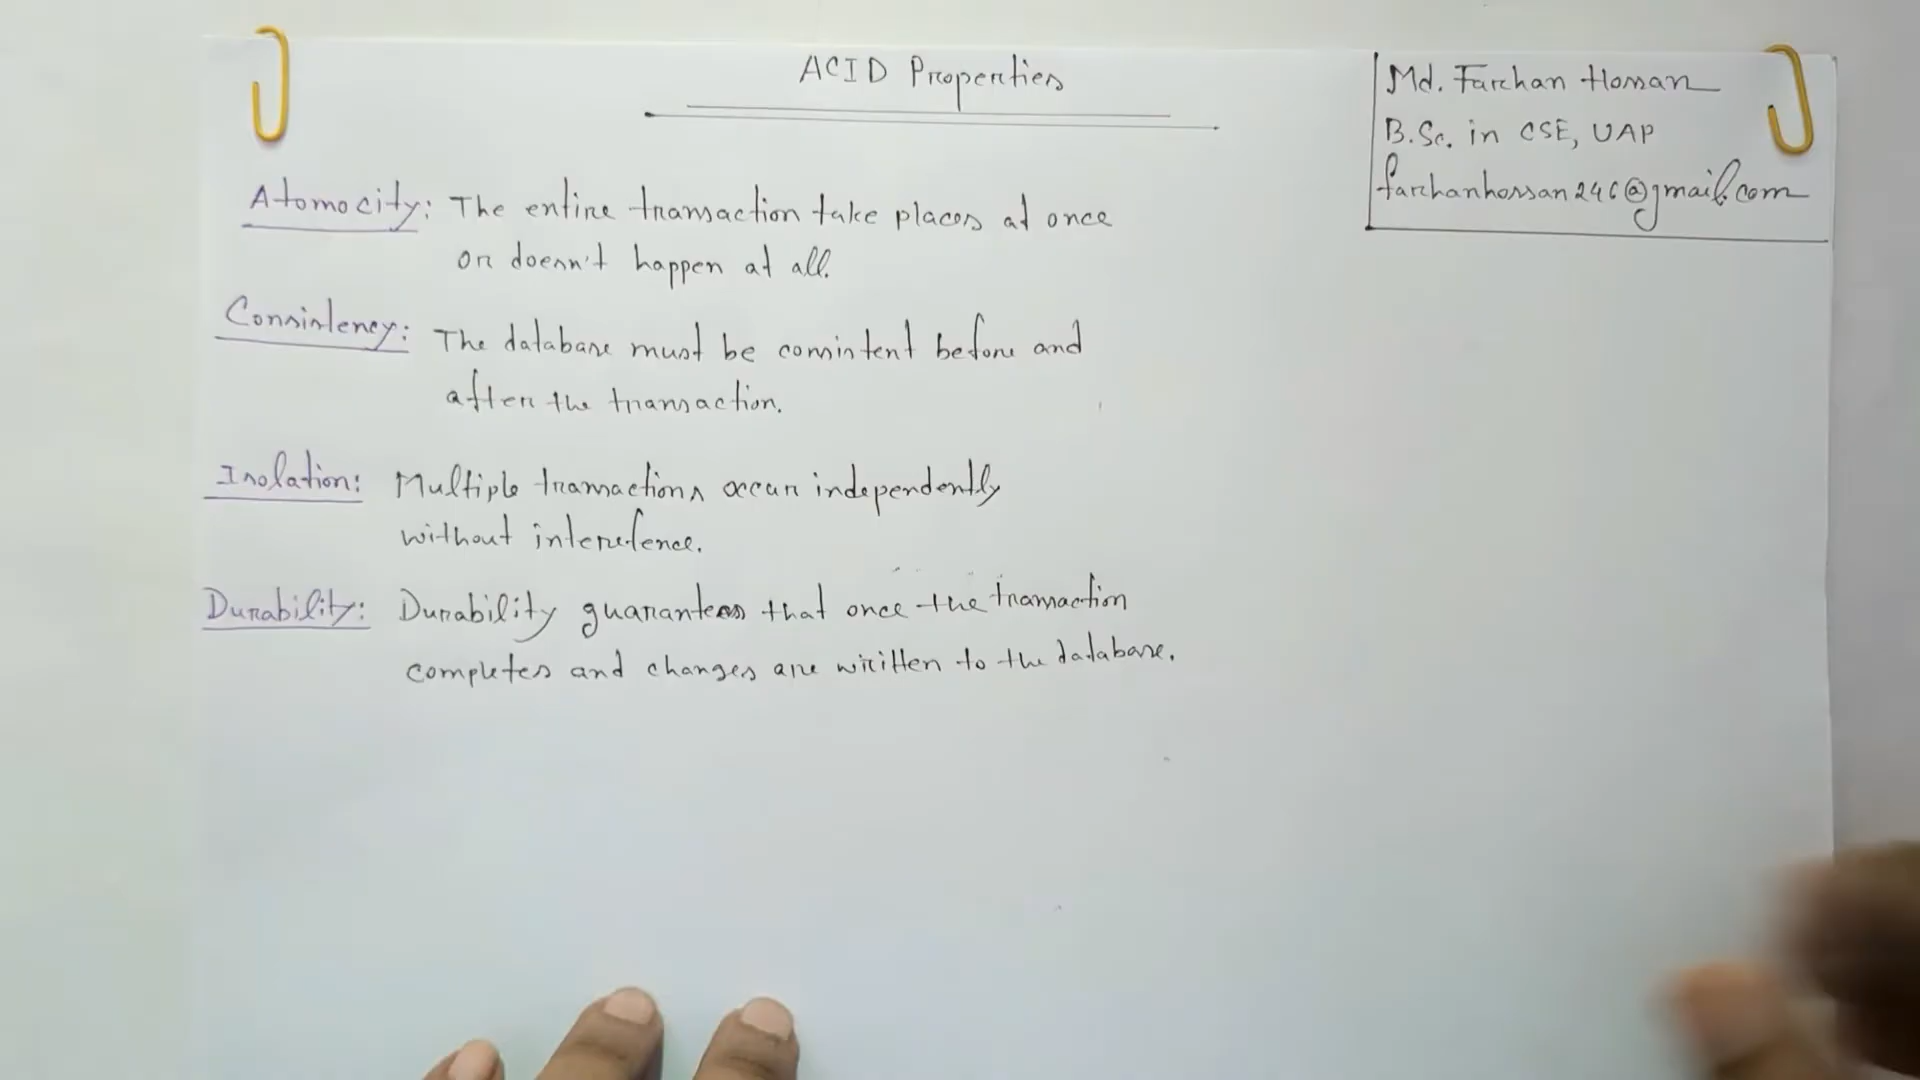 ACID Properties
Md. Farhan Hossan
B.Sc. in CSE, UAP
farhanhossan246@gmail.com
Atomocity: The entire transaction take places at once
or doesn't happen at all.
Consistency: The database must be consistent before and
after the transaction.
Isolation: Multiple transactions occur independently
without interefence.
Durability: Durability guarantees that once the transaction
completes and changes are written to the database.